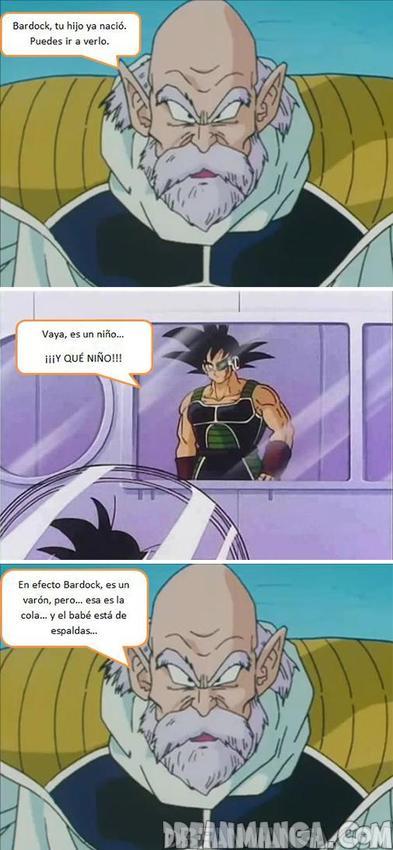 Bardock, tu hijo ya nació.
Puedes ir a verlo.
Vaya, es un niño...
¡¡¡Y QUÉ NIÑO!!!
En efecto Bardock, es un
varón, pero... esa es la
cola... y el babé está de
espaldas...
DREAMMANGA.COM